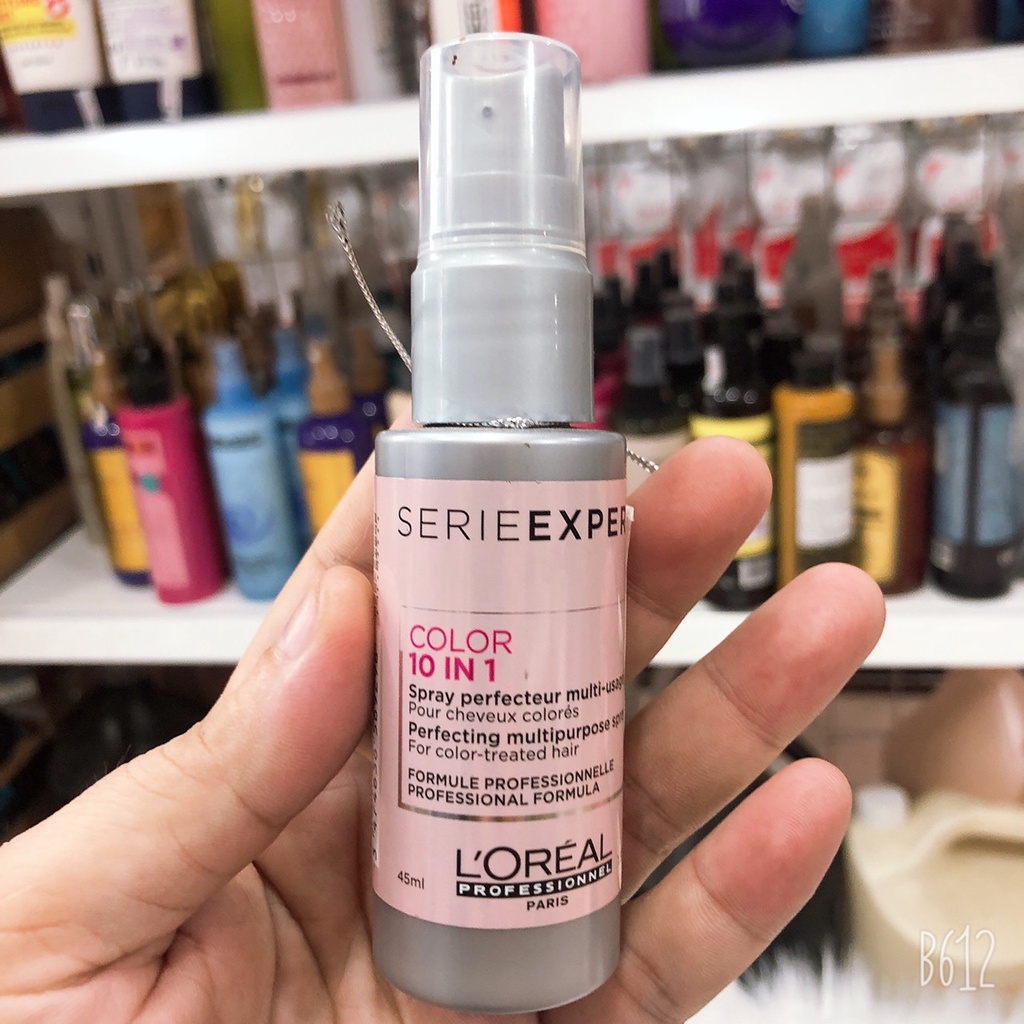 SERIEEXPER
COLOR
10 IN 1
Spray perfecteur multi-usage
Pour cheveux colorés
Perfecting multipurpose spr
For color-treated hair
FORMULE PROFESSIONNELLE
PROFESSIONAL FORMULA
L'ORÉAL
PROFESSIONNEL
PARIS
45ml
B612